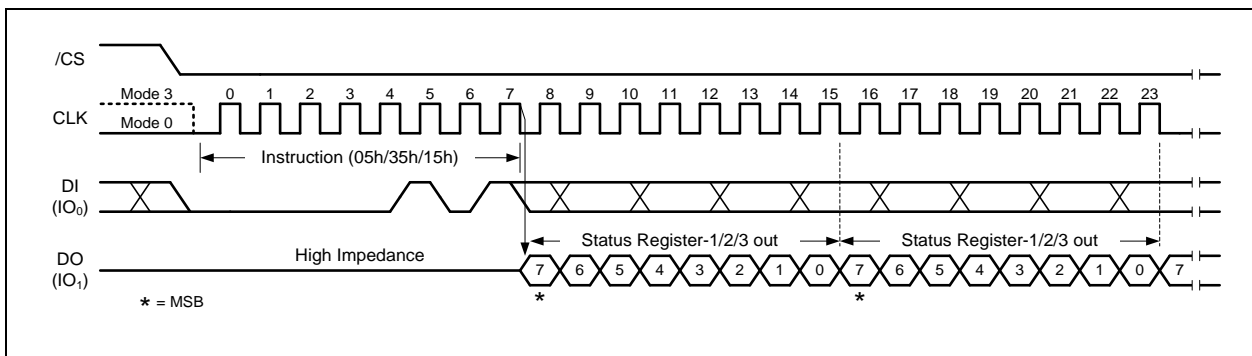 /CS
Mode 3
0 1 2 3 4 5 6 7 8 9 10 11 12 13 14 15 16 17 18 19 20 21 22 23
CLK
Mode 0
Instruction (05h/35h/15h)
DI
(IO0)
Status Register-1/2/3 out Status Register-1/2/3 out
DO
(IO1)
High Impedance
7 6 5 4 3 2 1 0 7 6 5 4 3 2 1 0 7
* *
* = MSB